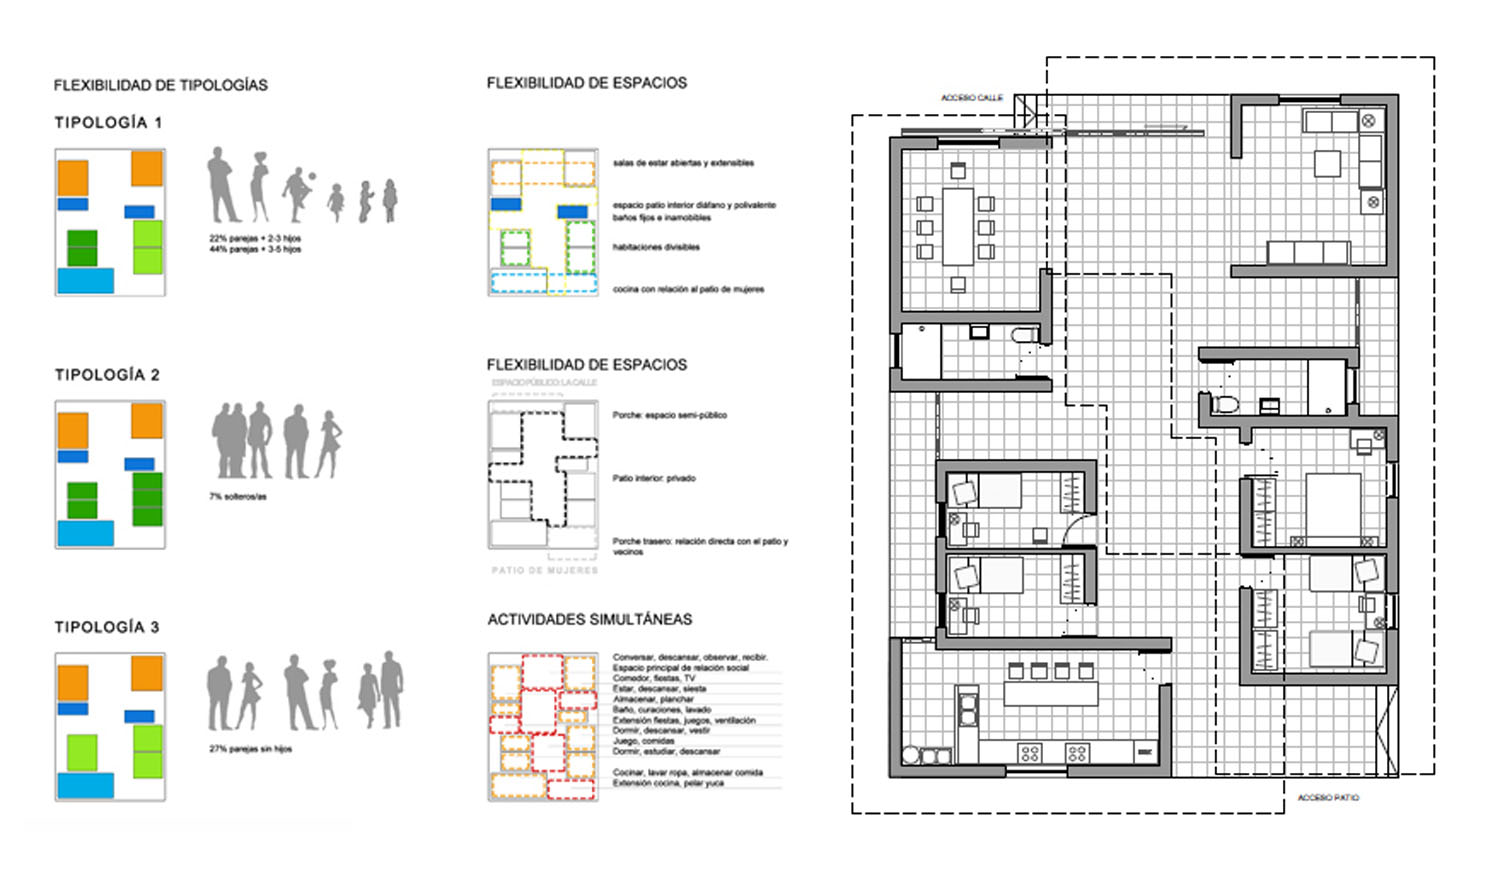 FLEXIBILIDAD DE TIPOLOGÍAS
TIPOLOGÍA 1
22% parejas + 2-3 hijos
44% parejas + 3-5 hijos
TIPOLOGÍA 2
7% solteros/as
TIPOLOGÍA 3
27% parejas sin hijos
FLEXIBILIDAD DE ESPACIOS
salas de estar abiertas y extensibles
espacio patio interior diáfano y polivalente
baños fijos e inamobibles
habitaciones divisibles
cocina con relación al patio de mujeres
FLEXIBILIDAD DE ESPACIOS
ESPACIO PÚBLICO: LA CALLE
Porche: espacio semi-público
Patio interior: privado
Porche trasero: relación directa con el patio y
vecinos
PATIO DE MUJERES
ACTIVIDADES SIMULTÁNEAS
Conversar, descansar, observar, recibir.
Espacio principal de relación social
Comedor, fiestas, TV
Estar, descansar, siesta
Almacenar, planchar
Baño, curaciones, lavado
Extensión fiestas, juegos, ventilación
Dormir, descansar, vestir
Juego, comidas
Dormir, estudiar, descansar
Cocinar, lavar ropa, almacenar comida
Extensión cocina, pelar yuca
ACCESO CALLE
ACCESO PATIO